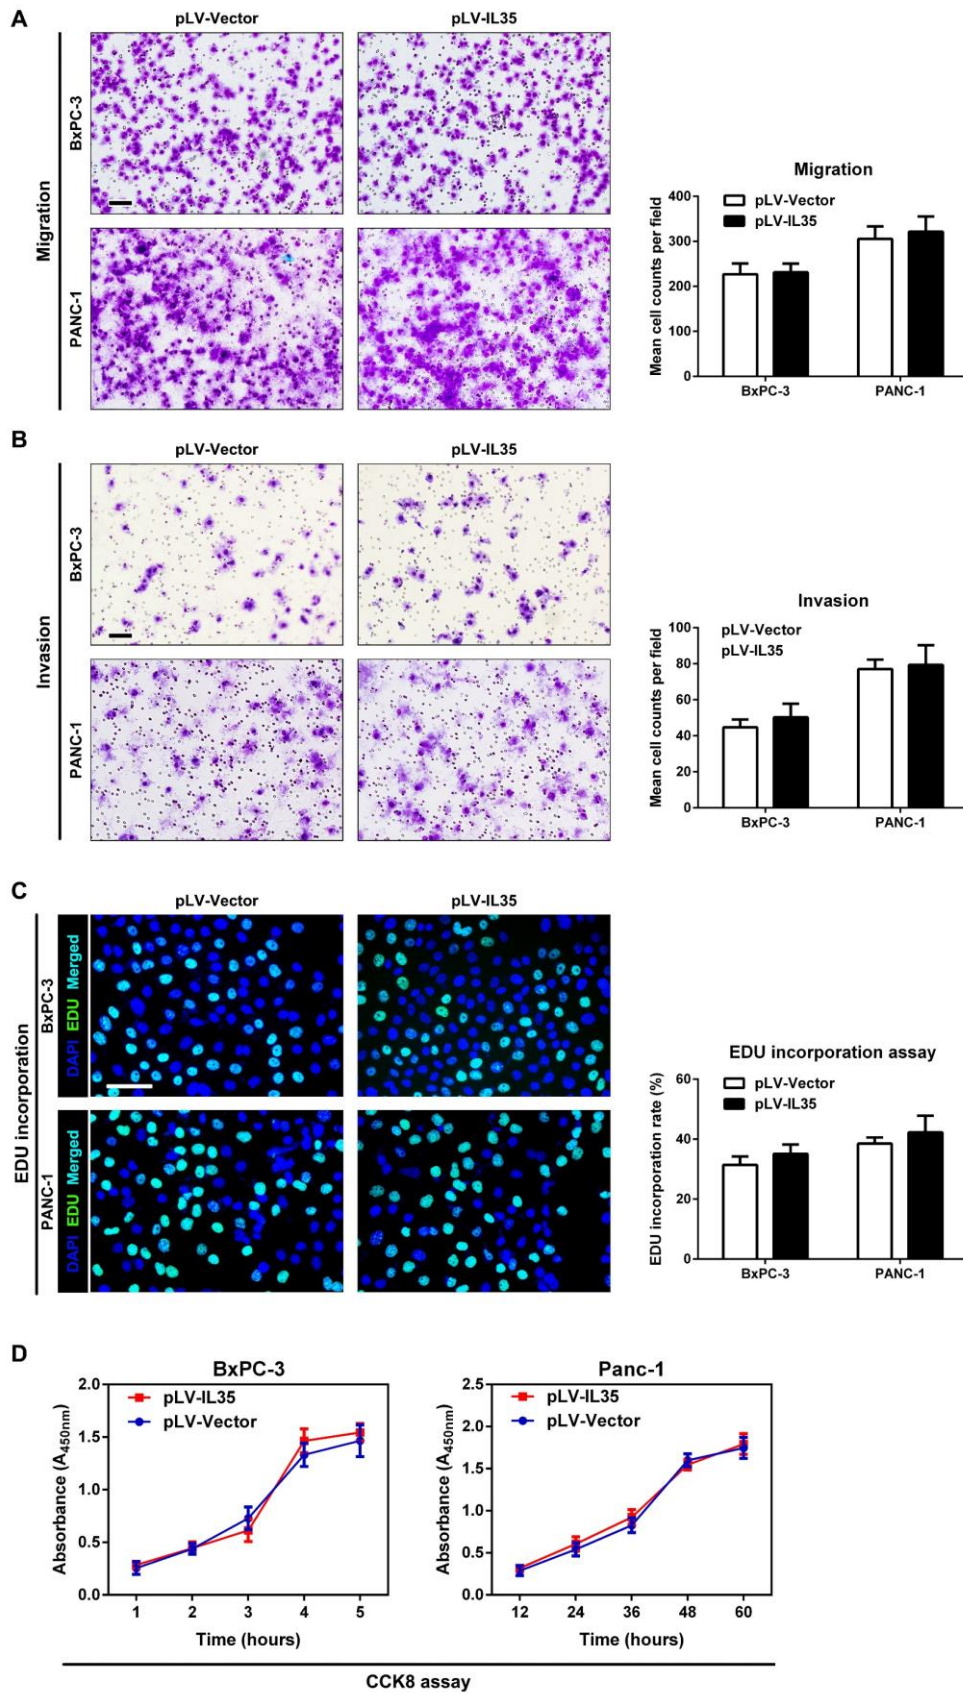 A
pLV-Vector
pLV-IL35
Migration
BxPC-3
PANC-1
Migration
pLV-Vector
pLV-IL35
Mean cell counts per field
400
300
200
100
0
BxPC-3
PANC-1
B
pLV-Vector
pLV-IL35
Invasion
BxPC-3
PANC-1
Invasion
pLV-Vector
pLV-IL35
Mean cell counts per field
100
80
60
40
20
0
BxPC-3
PANC-1
C
pLV-Vector
pLV-IL35
EDU incorporation
BxPC-3
DAPI EDU Merged
PANC-1
DAPI EDU Merged
EDU incorporation assay
pLV-Vector
pLV-IL35
EDU incorporation rate (%)
60
40
20
0
BxPC-3
PANC-1
D
BxPC-3
pLV-IL35
pLV-Vector
Absorbance (A450nm)
2.0
1.5
1.0
0.5
0.0
1 2 3 4 5
Time (hours)
Panc-1
pLV-IL35
pLV-Vector
Absorbance (A450nm)
2.5
2.0
1.5
1.0
0.5
0.0
12 24 36 48 60
Time (hours)
CCK8 assay